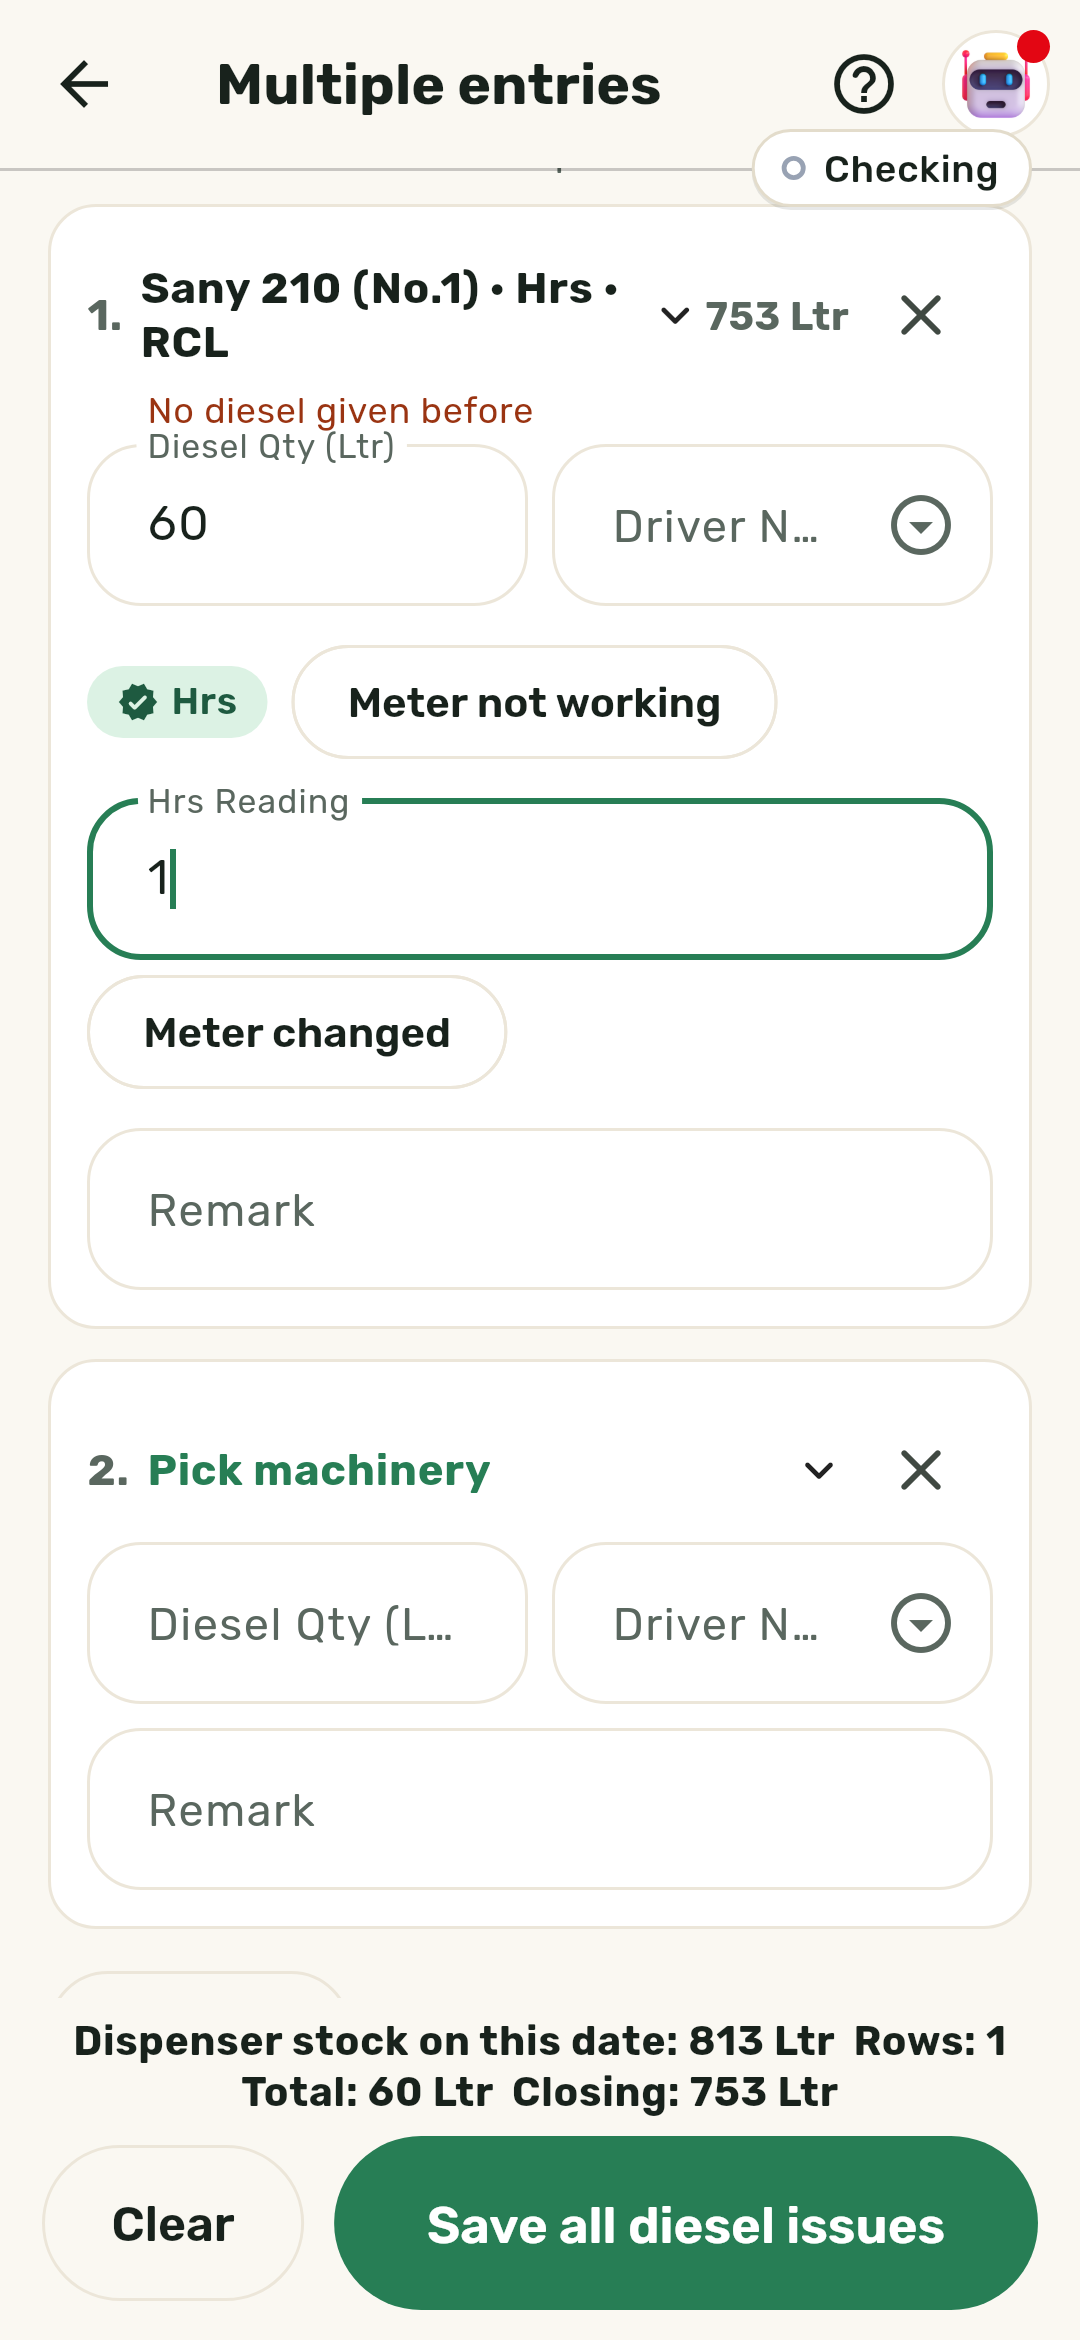 Multiple entries
Checking
1. Sany 210 (No.1) • Hrs • RCL
753 Ltr
No diesel given before
Diesel Qty (Ltr)
60
Driver N...
Hrs
Meter not working
Hrs Reading
1
Meter changed
Remark
2. Pick machinery
Diesel Qty (L...
Driver N...
Remark
Dispenser stock on this date: 813 Ltr Rows: 1
Total: 60 Ltr Closing: 753 Ltr
Clear
Save all diesel issues